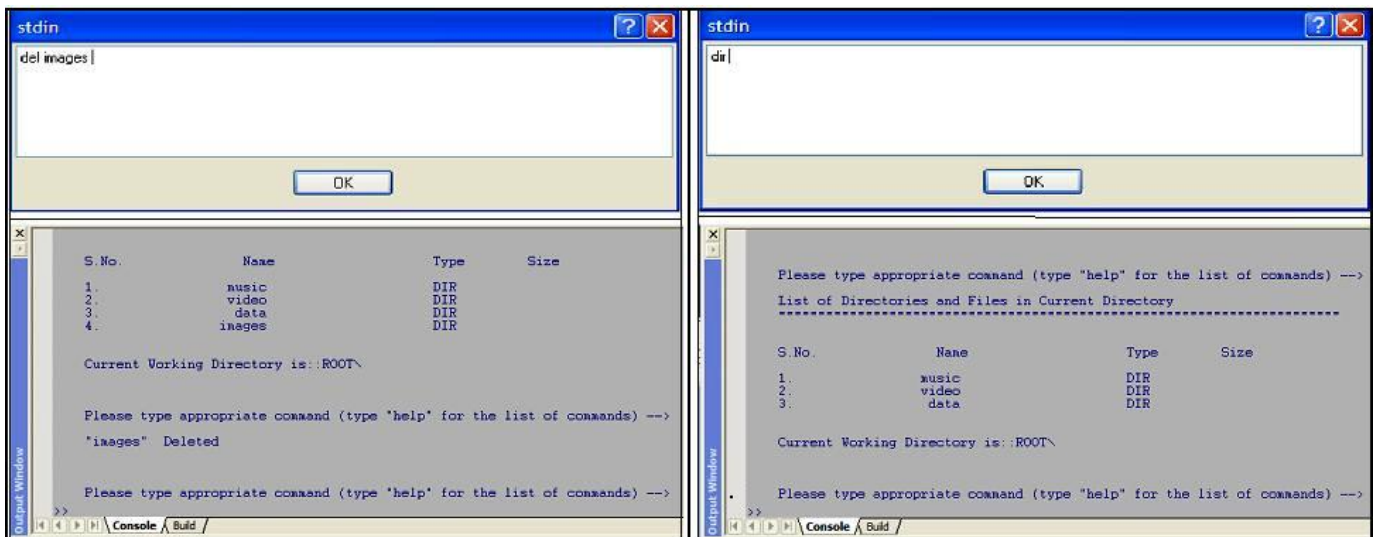 stdin
del images
OK
S.No. Name Type Size
1. music DIR
2. video DIR
3. data DIR
4. images DIR
Current Working Directory is::ROOT\
Please type appropriate command (type "help" for the list of commands) -->
"images" Deleted
Please type appropriate command (type "help" for the list of commands) -->
>>
Output Window
Console Build
stdin
dir
OK
Please type appropriate command (type "help" for the list of commands) -->
List of Directories and Files in Current Directory
S.No. Name Type Size
1. music DIR
2. video DIR
3. data DIR
Current Working Directory is::ROOT\
Please type appropriate command (type "help" for the list of commands) -->
>>
Output Window
Console Build